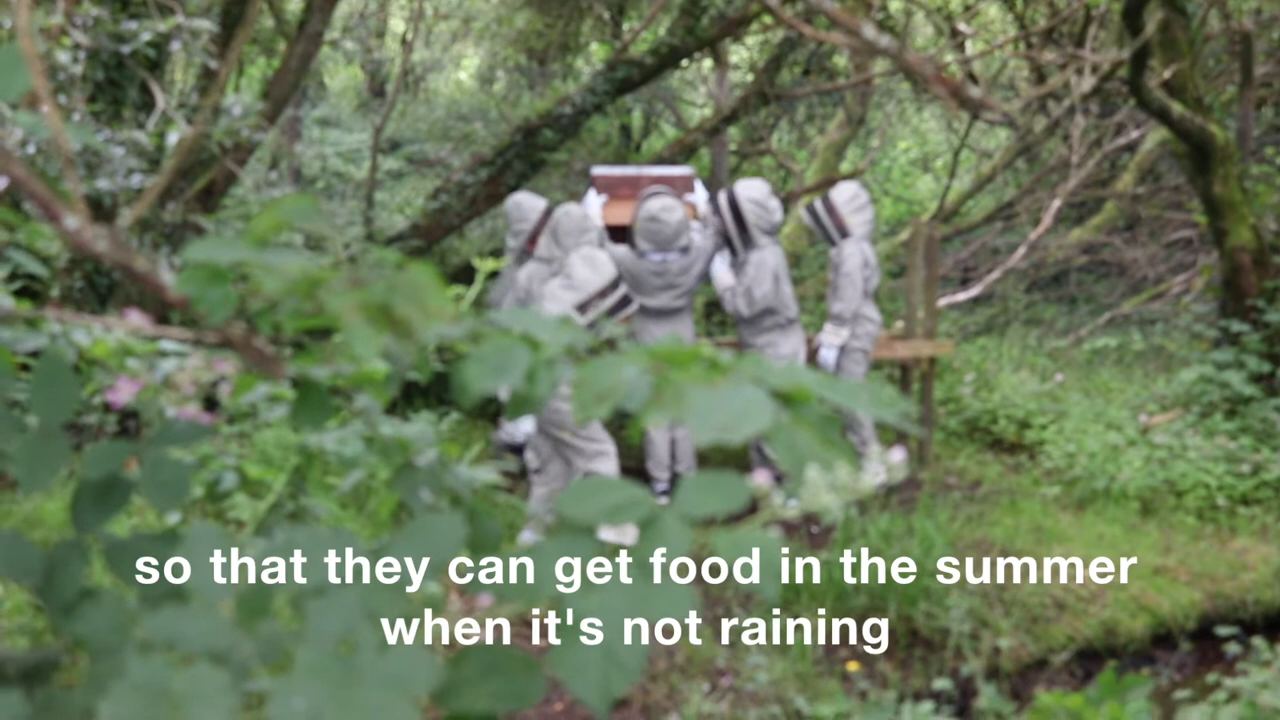 so that they can get food in the summer
when it's not raining